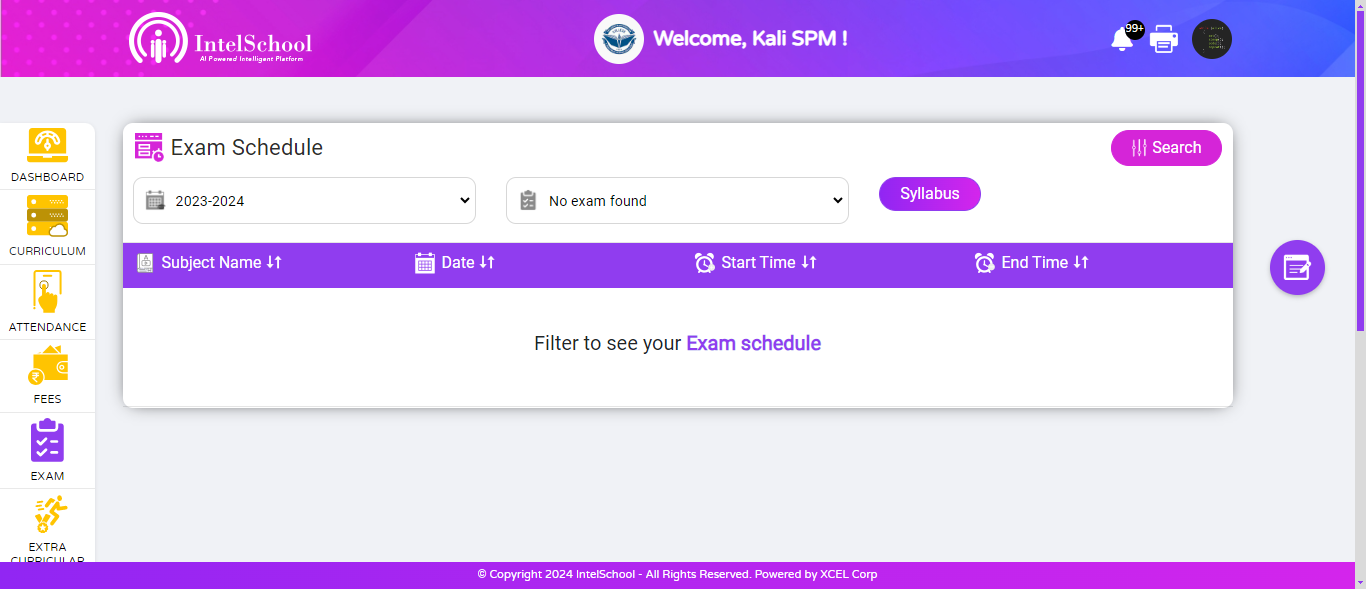 IntelSchool
AI Powered Intelligent Platform
Welcome, Kali SPM !
99+
Exam Schedule
Search
2023-2024
No exam found
Syllabus
Subject Name Date Start Time End Time
Filter to see your Exam schedule
DASHBOARD
CURRICULUM
ATTENDANCE
FEES
EXAM
EXTRA
CURRICULAR
© Copyright 2024 IntelSchool - All Rights Reserved. Powered by XCEL Corp